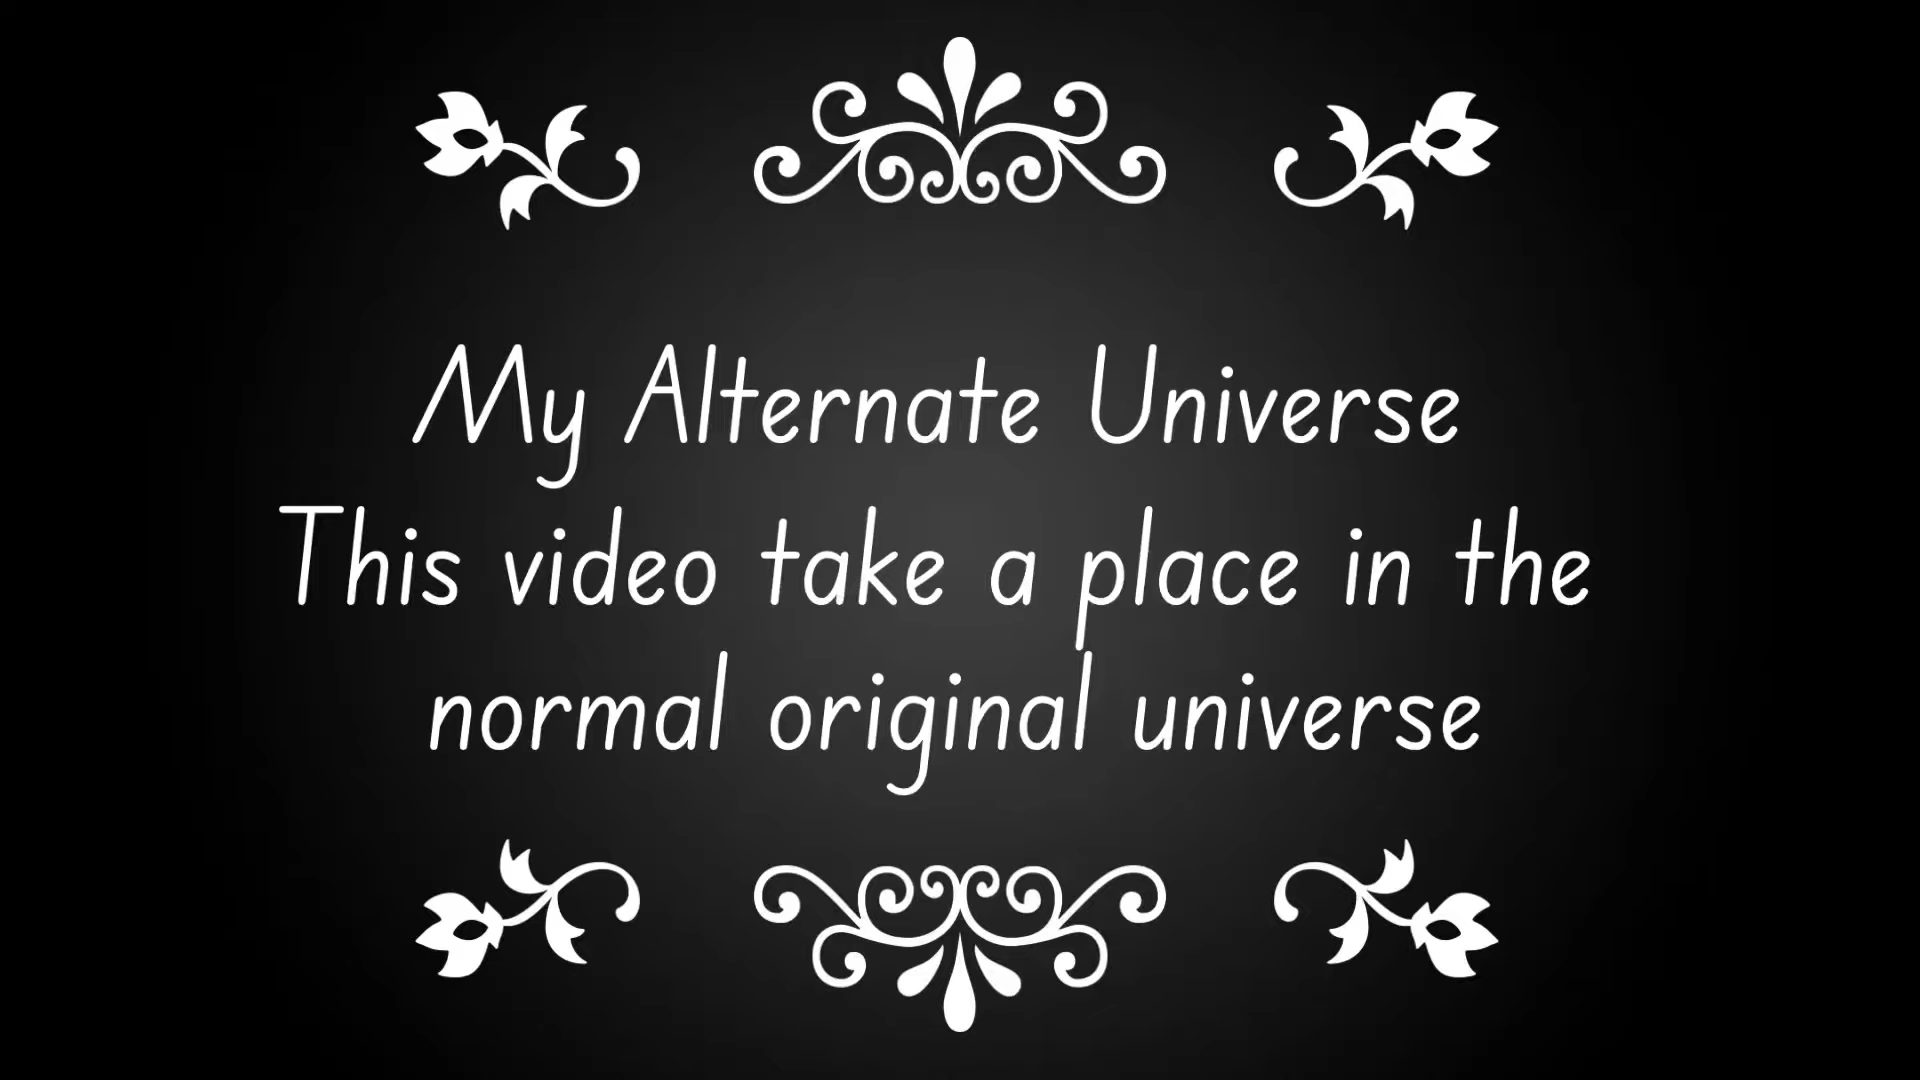 My Alternate Universe
This video take a place in the
normal original universe